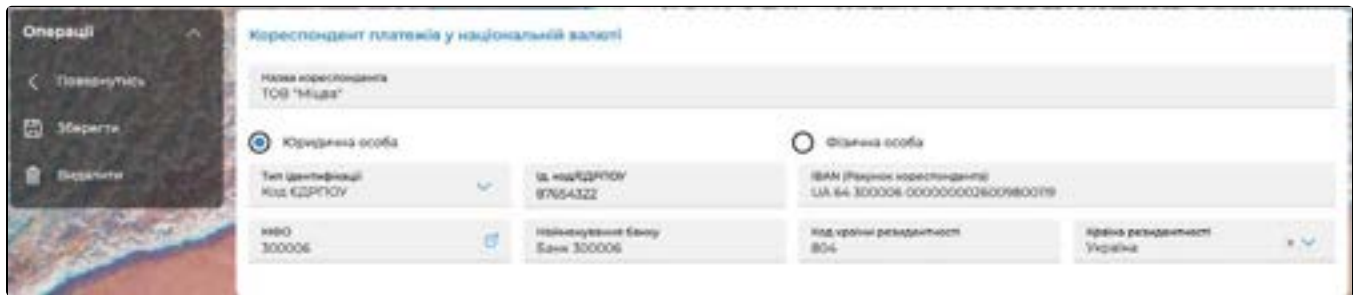 Операції
Кореспондент платежів у національній валюті
Повернутись
Назва кореспондента
ТОВ "Міцва"
Зберегти
Юридична особа
Фізична особа
Видалити
Тип ідентифікації
Код ЄДРПОУ
Ід. код/ЄДРПОУ
87654322
IBAN (Рахунок кореспондента)
UA 64 300006 0000000026009800119
МФО
300006
Найменування банку
Банк 300006
Код країни резидентності
804
Країна резидентності
Україна